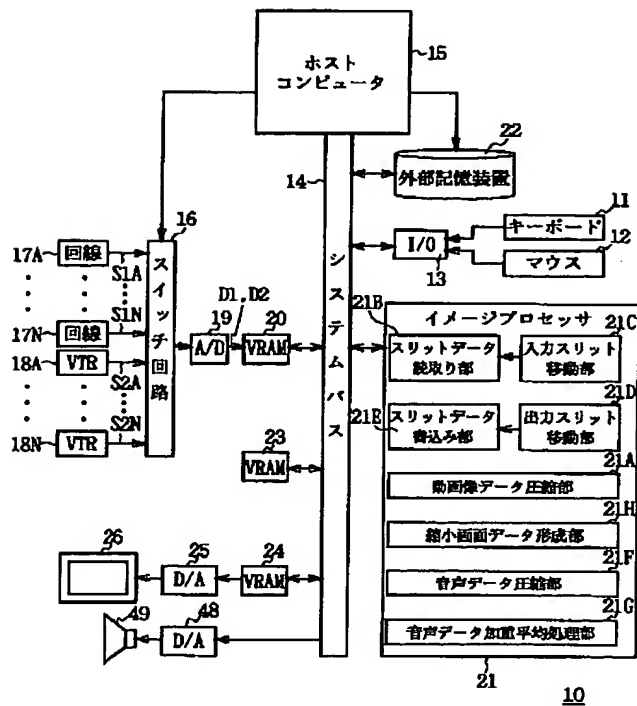 15
ホスト
コンピュータ
22
外部記憶装置
14
16
11
キーボード
12
マウス
I/O
13
17A
回線
S1A
S1N
17N
回線
18A
VTR
S2A
S2N
18N
VTR
スイッチ回路
D1,D2
19
A/D
20
VRAM
システムバス
21B
イメージプロセッサ
21C
スリットデータ
読取り部
入力スリット
移動部
21D
21E
スリットデータ
書込み部
出力スリット
移動部
21A
動画像データ圧縮部
21H
縮小画面データ形成部
21F
音声データ圧縮部
21G
音声データ加重平均処理部
21
23
VRAM
26
25
D/A
24
VRAM
49
48
D/A
10